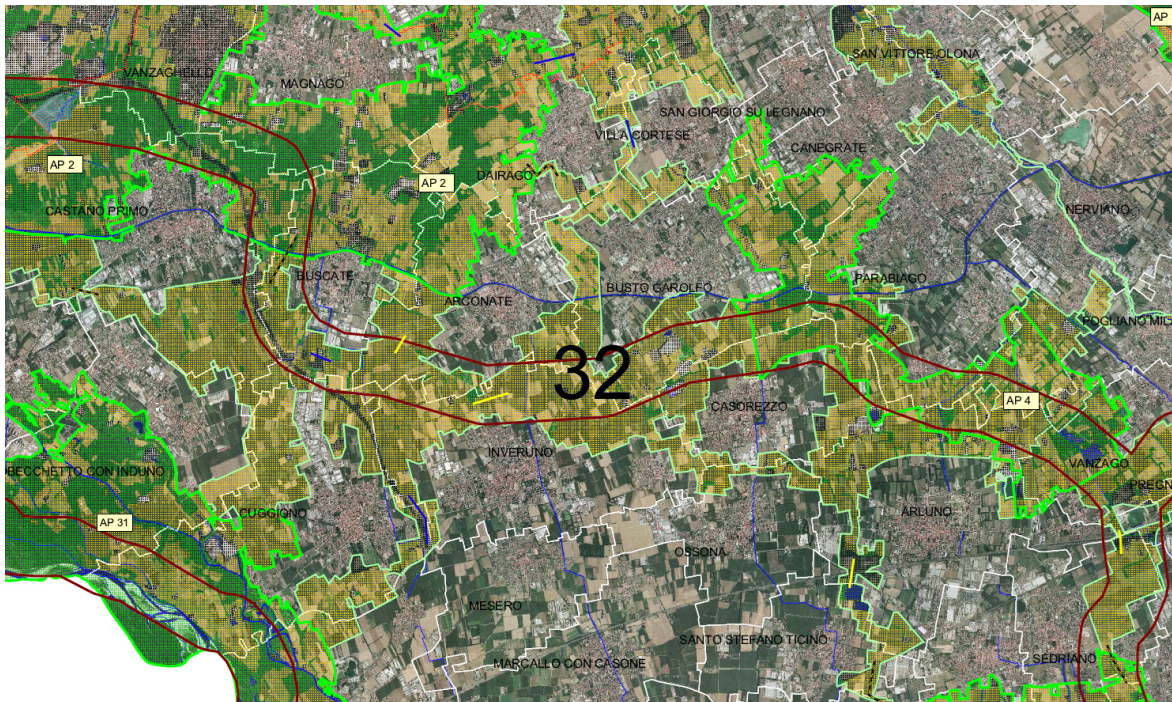 AP
SAN VITTORE OLONA
VANZAGHELLO
MAGNAGO
SAN GIORGIO SU LEGNANO
VILLA CORTESE
CANEGRATE
AP 2
DAIRAGO
AP 2
CASTANO PRIMO
NERVIANO
BUSCATE
PARABIAGO
BUSTO GAROLFO
ARCONATE
POGLIANO MIL
32
AP 4
CASOREZZO
INVERUNO
VANZAGO
OBECCHETTO CON INDUNO
PREGN
CUGGIONO
ARLUNO
AP 31
OSSONA
MESERO
SANTO STEFANO TICINO
MARCALLO CON CASONE
SEDRIANO